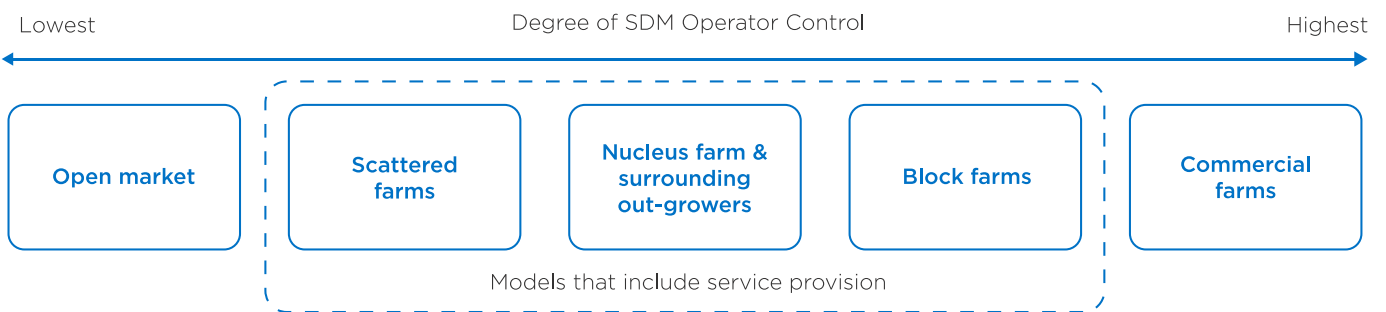 Lowest
Degree of SDM Operator Control
Highest
Open market
Scattered
farms
Nucleus farm &
surrounding
out-growers
Block farms
Commercial
farms
Models that include service provision